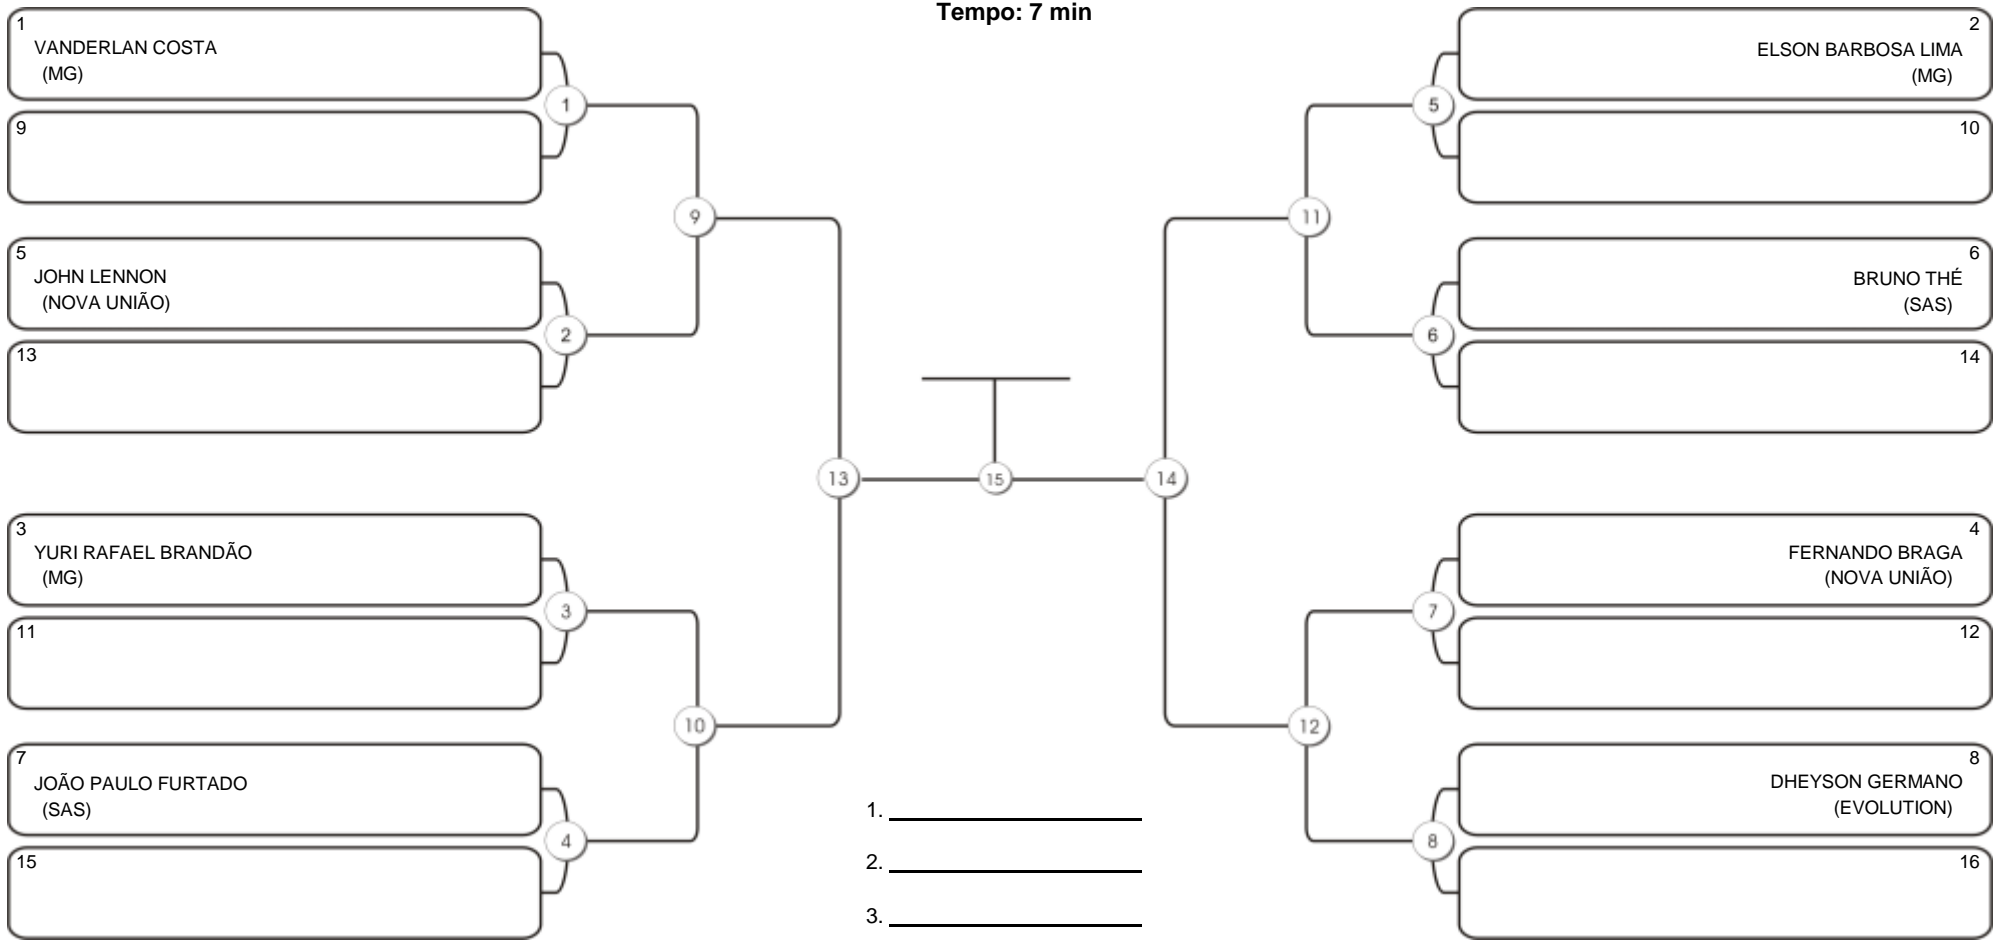 Tempo: 7 min
1
VANDERLAN COSTA
(MG)
9
1
5
JOHN LENNON
(NOVA UNIÃO)
13
2
9
3
YURI RAFAEL BRANDÃO
(MG)
11
3
7
JOÃO PAULO FURTADO
(SAS)
15
4
10
13
15
14
2
ELSON BARBOSA LIMA
(MG)
10
5
6
BRUNO THÉ
(SAS)
14
6
11
4
FERNANDO BRAGA
(NOVA UNIÃO)
12
7
8
DHEYSON GERMANO
(EVOLUTION)
16
8
12
1.
2.
3.